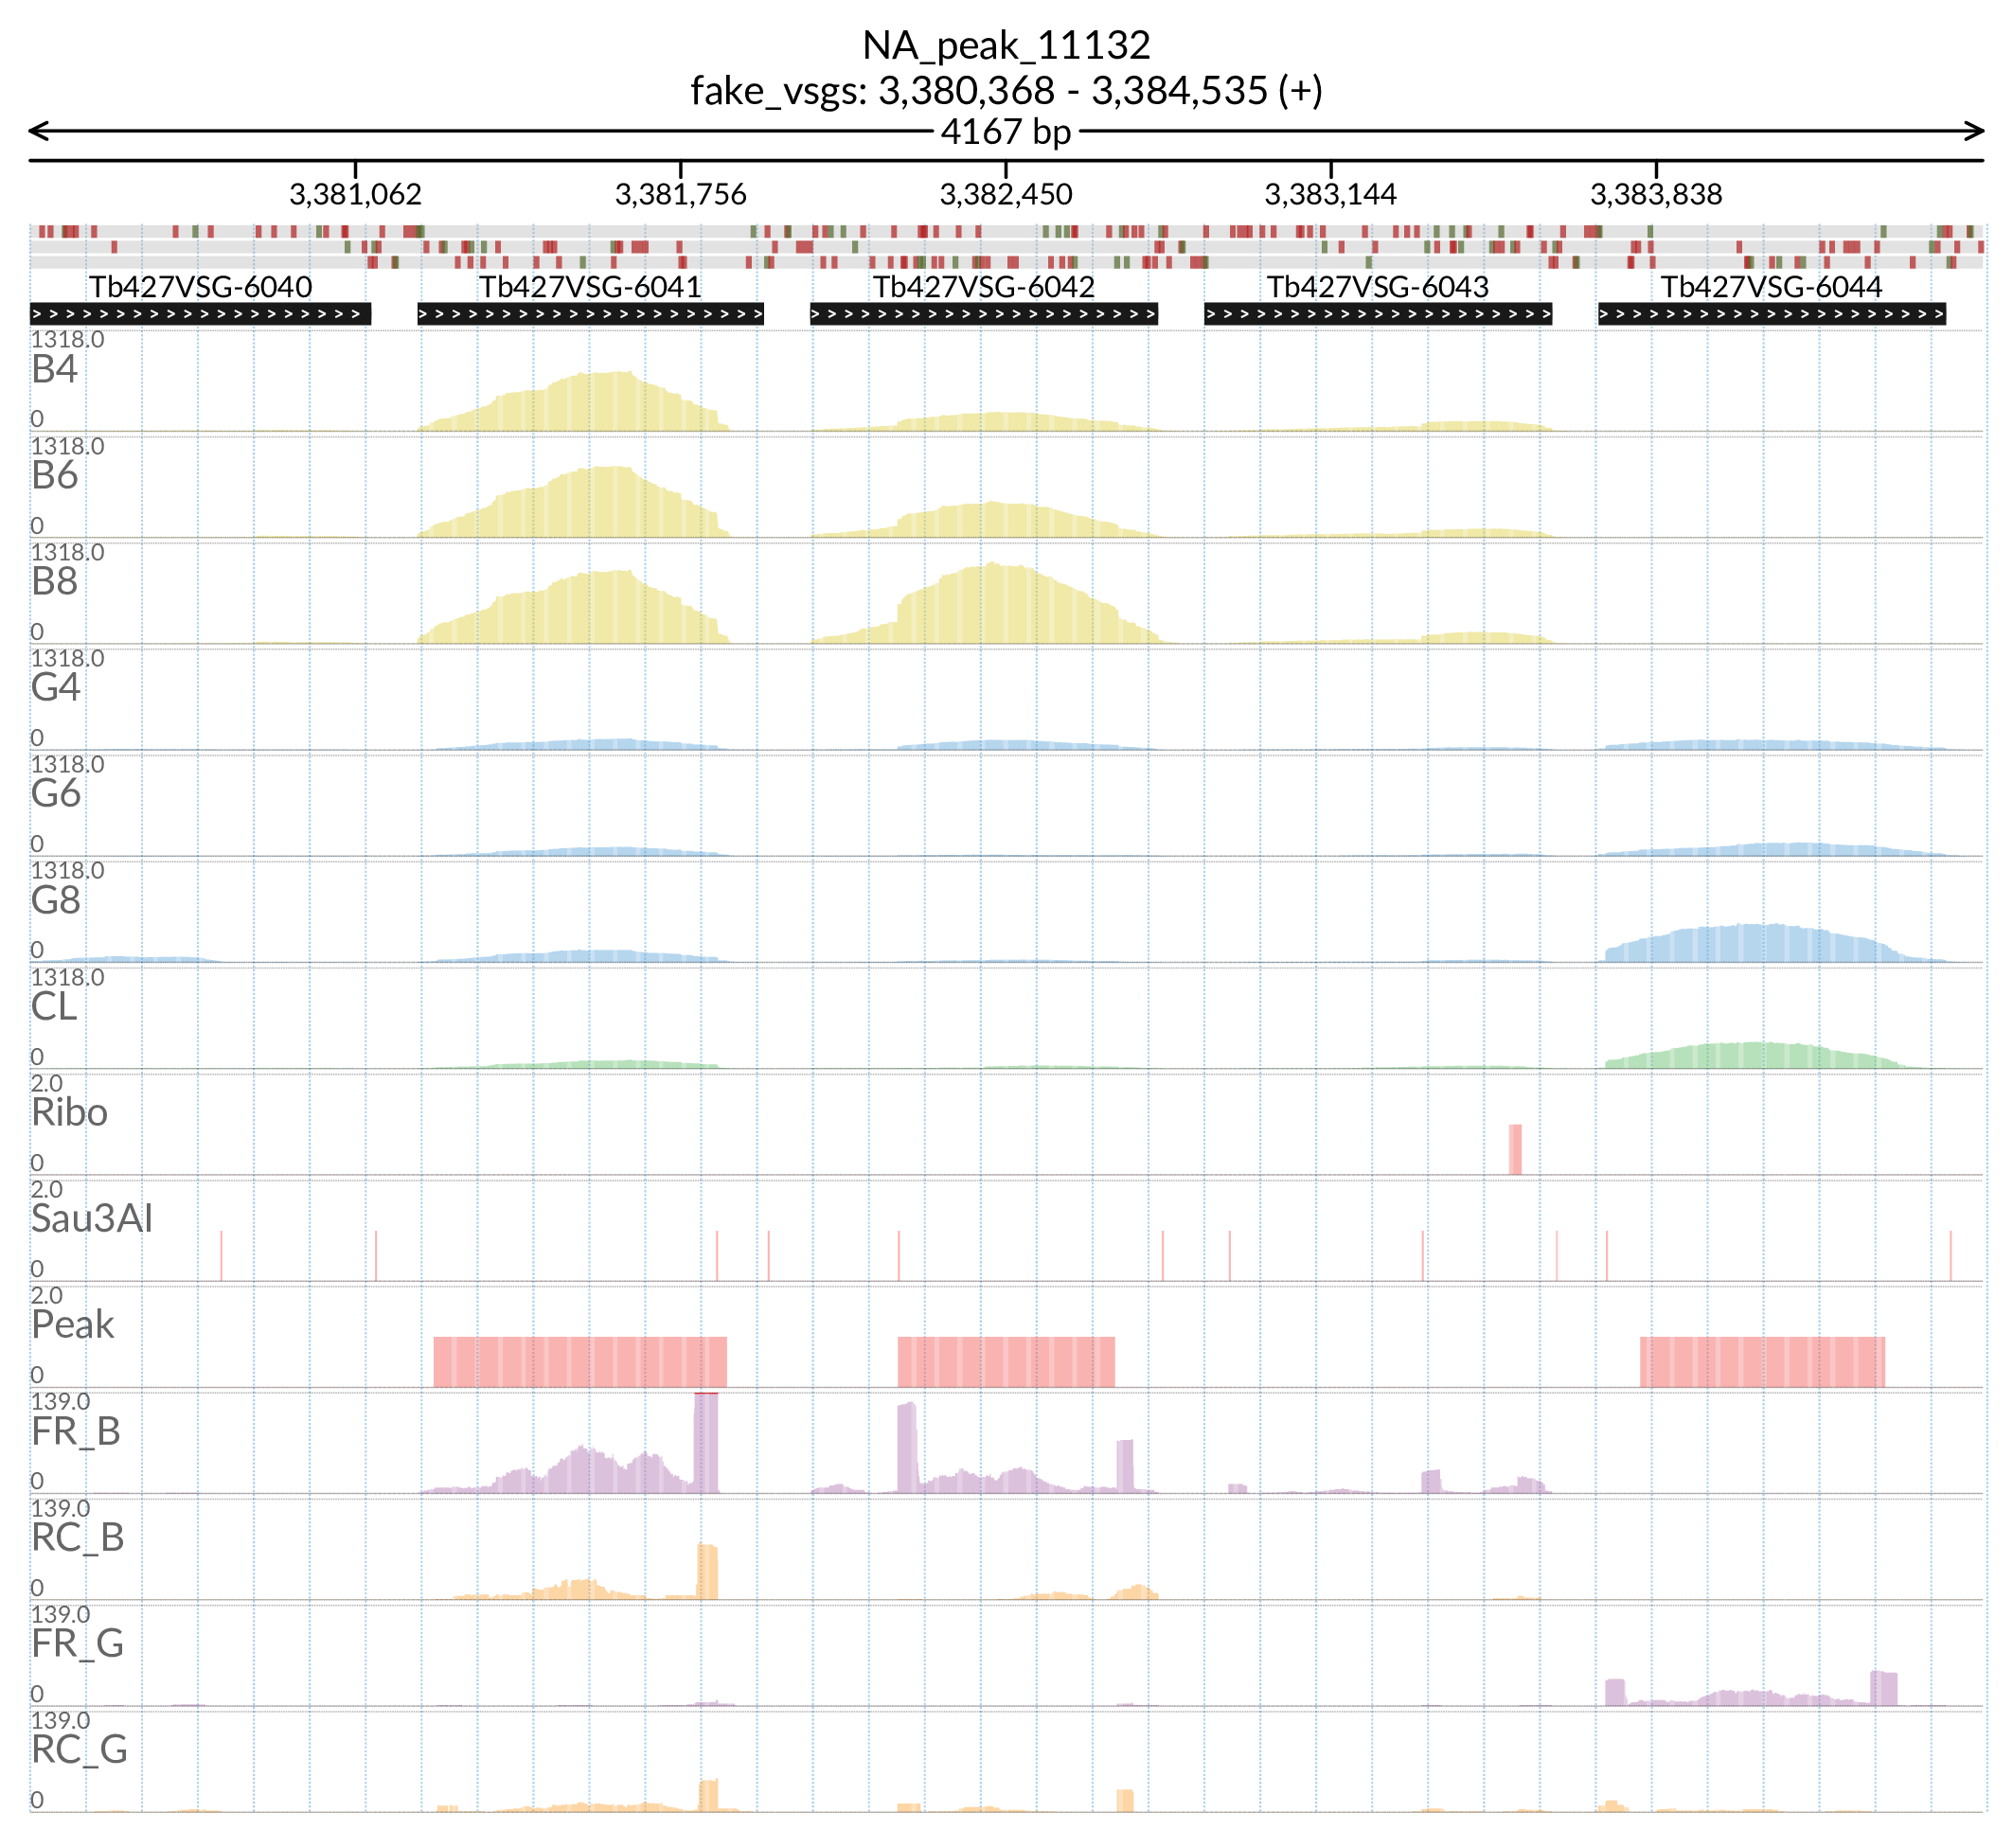 NA_peak_11132
fake_vsgs: 3,380,368 - 3,384,535 (+)
4167 bp
3,381,062 3,381,756 3,382,450 3,383,144 3,383,838
Tb427VSG-6040 Tb427VSG-6041 Tb427VSG-6042 Tb427VSG-6043 Tb427VSG-6044
1318.0
B4
0
1318.0
B6
0
1318.0
B8
0
1318.0
G4
0
1318.0
G6
0
1318.0
G8
0
1318.0
CL
0
2.0
Ribo
0
2.0
Sau3AI
0
2.0
Peak
0
139.0
FR_B
0
139.0
RC_B
0
139.0
FR_G
0
139.0
RC_G
0